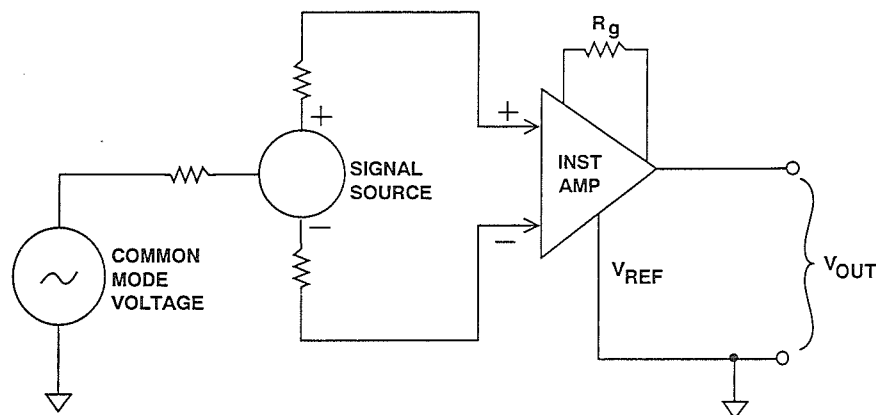 Rg
+
+
INST
AMP
SIGNAL
SOURCE
−
−
COMMON
MODE
VOLTAGE
VREF
VOUT